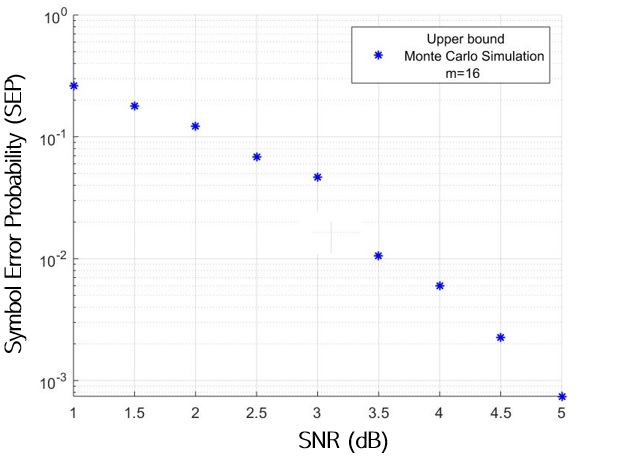 10^0
Upper bound
Monte Carlo Simulation
m=16
10^-1
10^-2
10^-3
Symbol Error Probability (SEP)
1 1.5 2 2.5 3 3.5 4 4.5 5
SNR (dB)